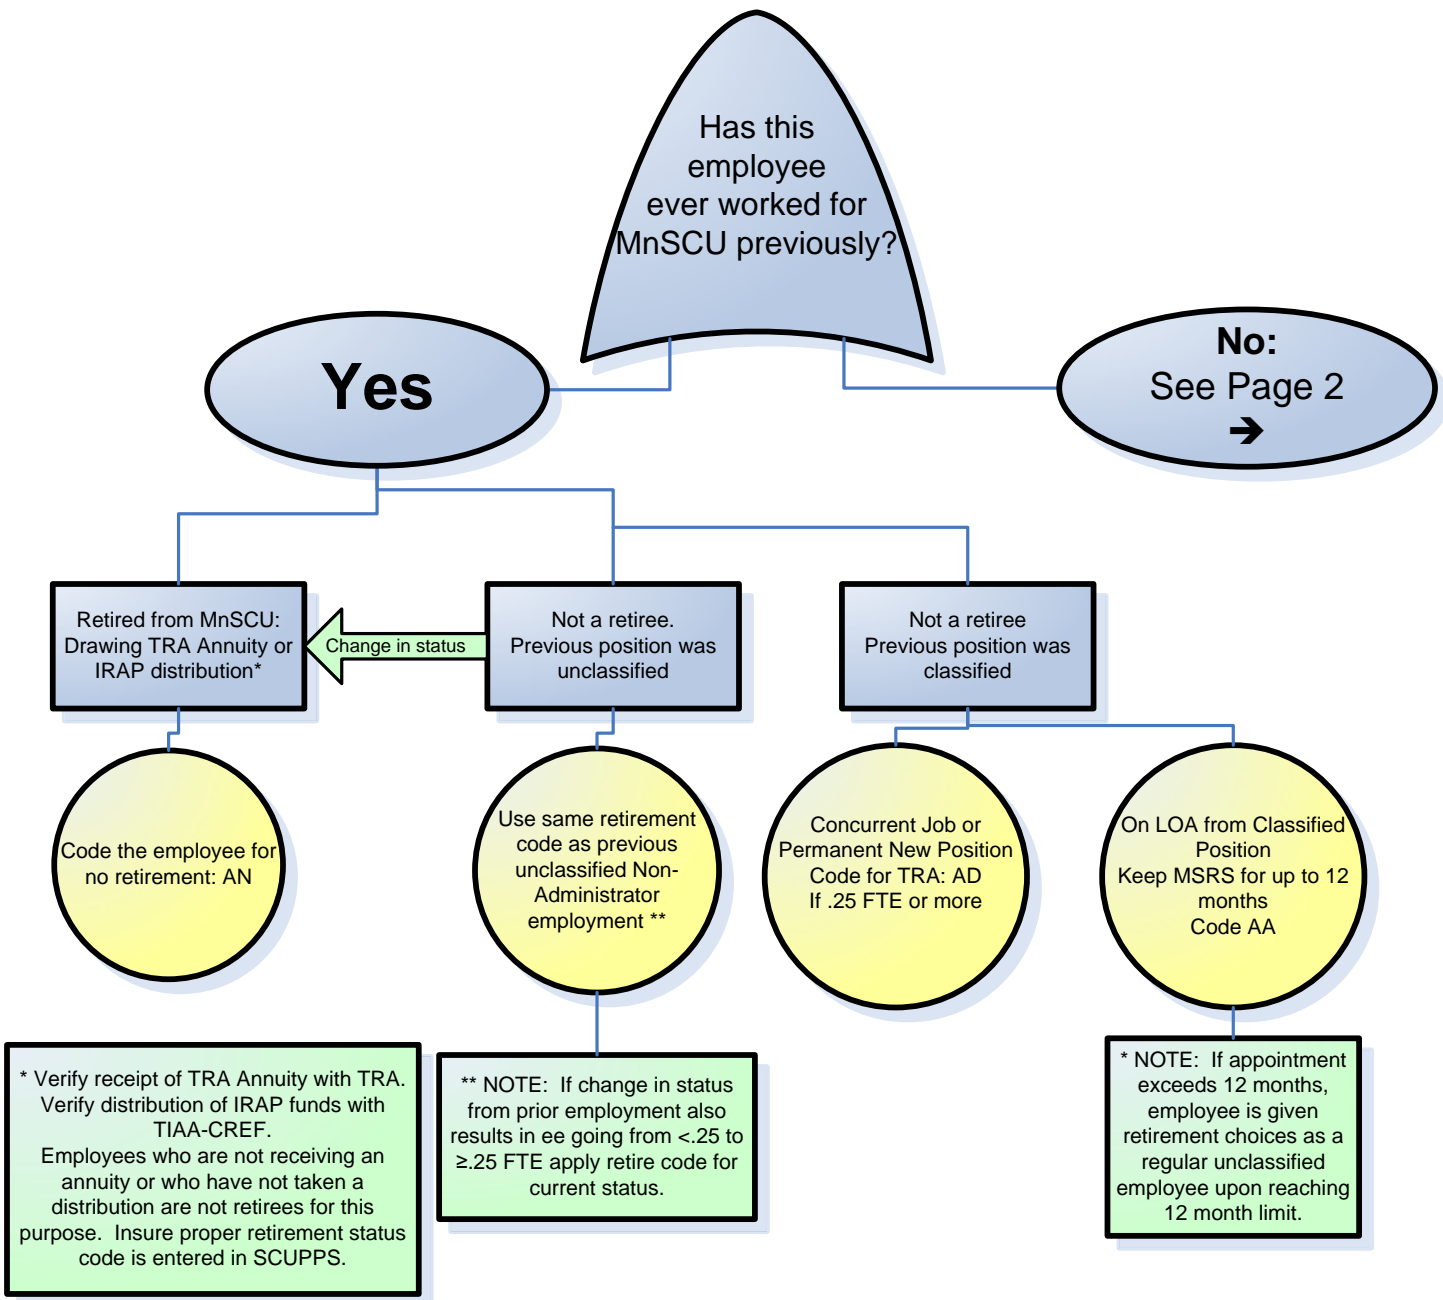 Has this
employee
ever worked for
MnSCU previously?
Yes
No:
See Page 2
➔
Retired from MnSCU:
Drawing TRA Annuity or
IRAP distribution*
Change in status
Not a retiree.
Previous position was
unclassified
Not a retiree
Previous position was
classified
Code the employee for
no retirement: AN
Use same retirement
code as previous
unclassified Non-
Administrator
employment **
Concurrent Job or
Permanent New Position
Code for TRA: AD
If .25 FTE or more
On LOA from Classified
Position
Keep MSRS for up to 12
months
Code AA
* Verify receipt of TRA Annuity with TRA.
Verify distribution of IRAP funds with
TIAA-CREF.
Employees who are not receiving an
annuity or who have not taken a
distribution are not retirees for this
purpose.  Insure proper retirement status
code is entered in SCUPPS.
** NOTE:  If change in status
from prior employment also
results in ee going from <.25 to
≥.25 FTE apply retire code for
current status.
* NOTE:  If appointment
exceeds 12 months,
employee is given
retirement choices as a
regular unclassified
employee upon reaching
12 month limit.